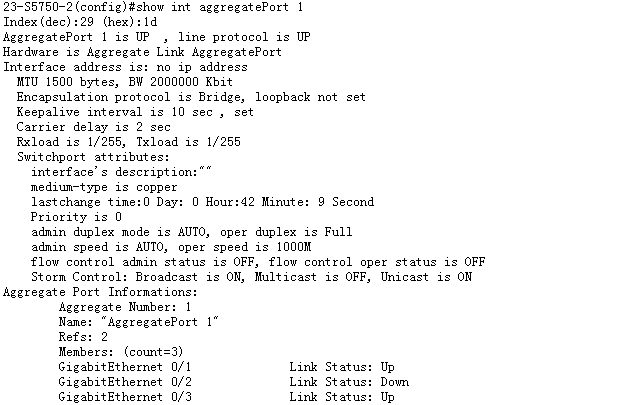 23-S5750-2(config)#show int aggregatePort 1
Index(dec):29 (hex):1d
AggregatePort 1 is UP  , line protocol is UP
Hardware is Aggregate Link AggregatePort
Interface address is: no ip address
  MTU 1500 bytes, BW 2000000 Kbit
  Encapsulation protocol is Bridge, loopback not set
  Keepalive interval is 10 sec , set
  Carrier delay is 2 sec
  Rxload is 1/255, Txload is 1/255
  Switchport attributes:
    interface's description:""
    medium-type is copper
    lastchange time:0 Day: 0 Hour:42 Minute: 9 Second
    Priority is 0
    admin duplex mode is AUTO, oper duplex is Full
    admin speed is AUTO, oper speed is 1000M
    flow control admin status is OFF, flow control oper status is OFF
    Storm Control: Broadcast is ON, Multicast is OFF, Unicast is ON
Aggregate Port Informations:
        Aggregate Number: 1
        Name: "AggregatePort 1"
        Refs: 2
        Members: (count=3)
        GigabitEthernet 0/1              Link Status: Up
        GigabitEthernet 0/2              Link Status: Down
        GigabitEthernet 0/3              Link Status: Up